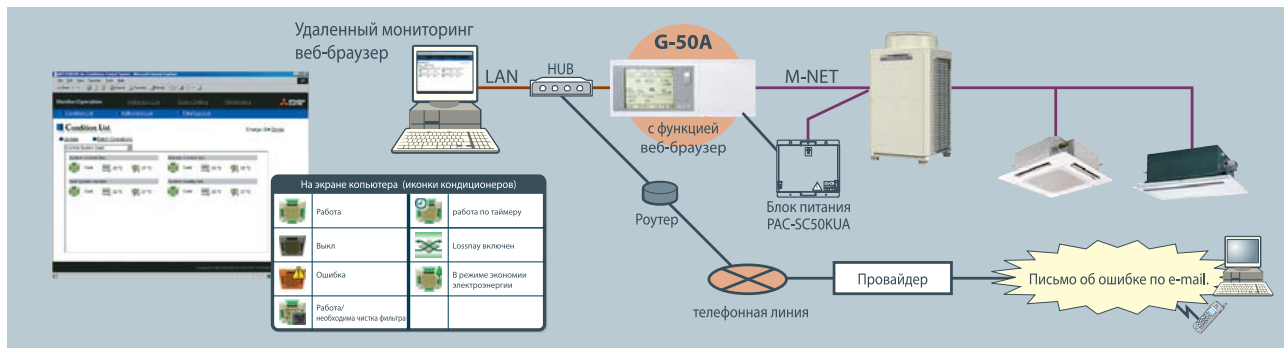 Удаленный мониторинг
веб-браузер
LAN
HUB
G-50A
с функцией
веб-браузер
M-NET
Блок питания
PAC-SC50KUA
Роутер
телефонная линия
Провайдер
Письмо об ошибке по e-mail.
Condition List
На экране копьютера (иконки кондиционеров)
Работа
работа по таймеру
Выкл
Lossnay включен
Ошибка
В режиме экономии
электроэнергии
Работа/
необходима чистка фильтра